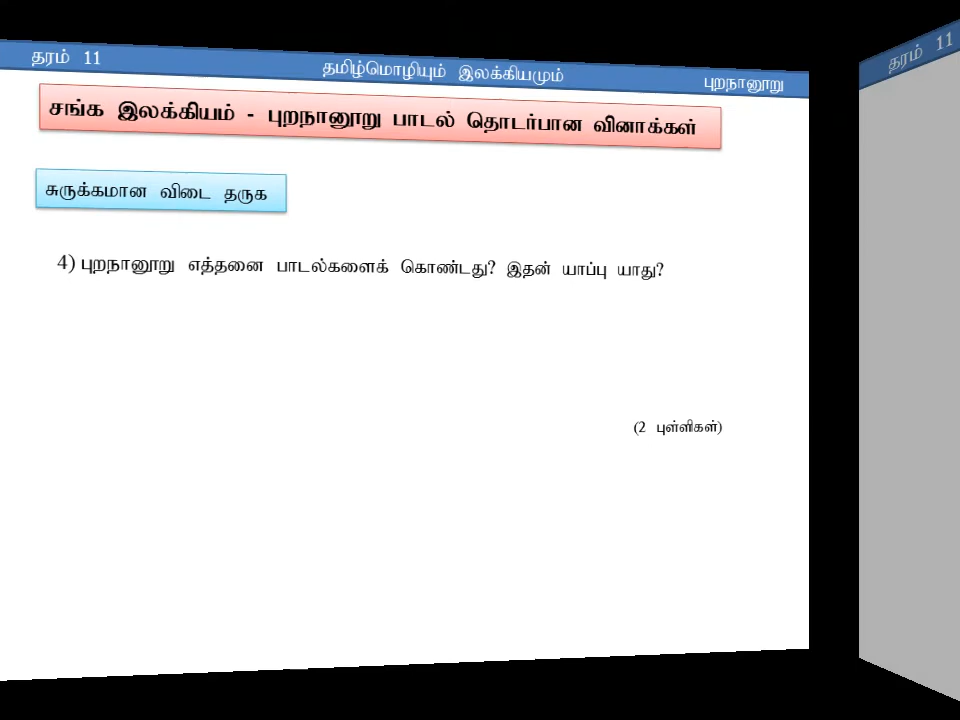 தரம் 11 தமிழ்மொழியும் இலக்கியமும் புறநானூறு
சங்க இலக்கியம் - புறநானூறு பாடல் தொடர்பான வினாக்கள்
சுருக்கமான விடை தருக
4) புறநானூறு எத்தனை பாடல்களைக் கொண்டது? இதன் யாப்பு யாது?
(2 புள்ளிகள்)
தரம் 11